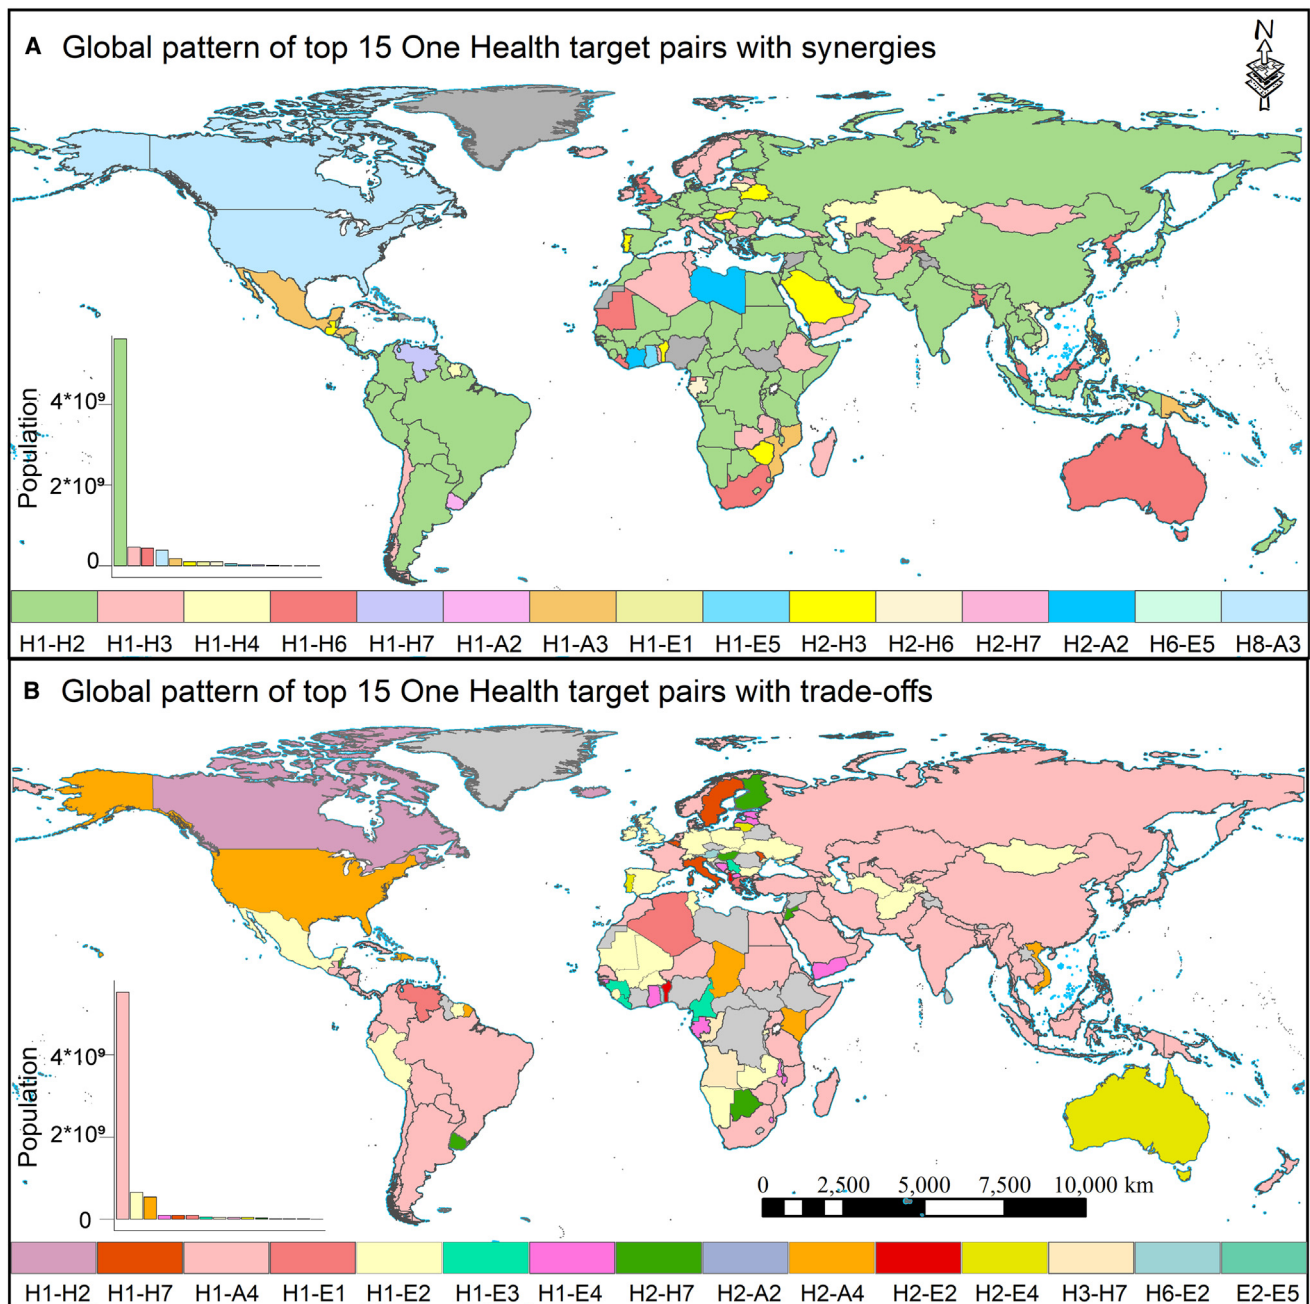 A Global pattern of top 15 One Health target pairs with synergies
N
Population
4*10⁹
2*10⁹
0
H1-H2 H1-H3 H1-H4 H1-H6 H1-H7 H1-A2 H1-A3 H1-E1 H1-E5 H2-H3 H2-H6 H2-H7 H2-A2 H6-E5 H8-A3
B Global pattern of top 15 One Health target pairs with trade-offs
Population
4*10⁹
2*10⁹
0
0 2,500 5,000 7,500 10,000 km
H1-H2 H1-H7 H1-A4 H1-E1 H1-E2 H1-E3 H1-E4 H2-H7 H2-A2 H2-A4 H2-E2 H2-E4 H3-H7 H6-E2 E2-E5